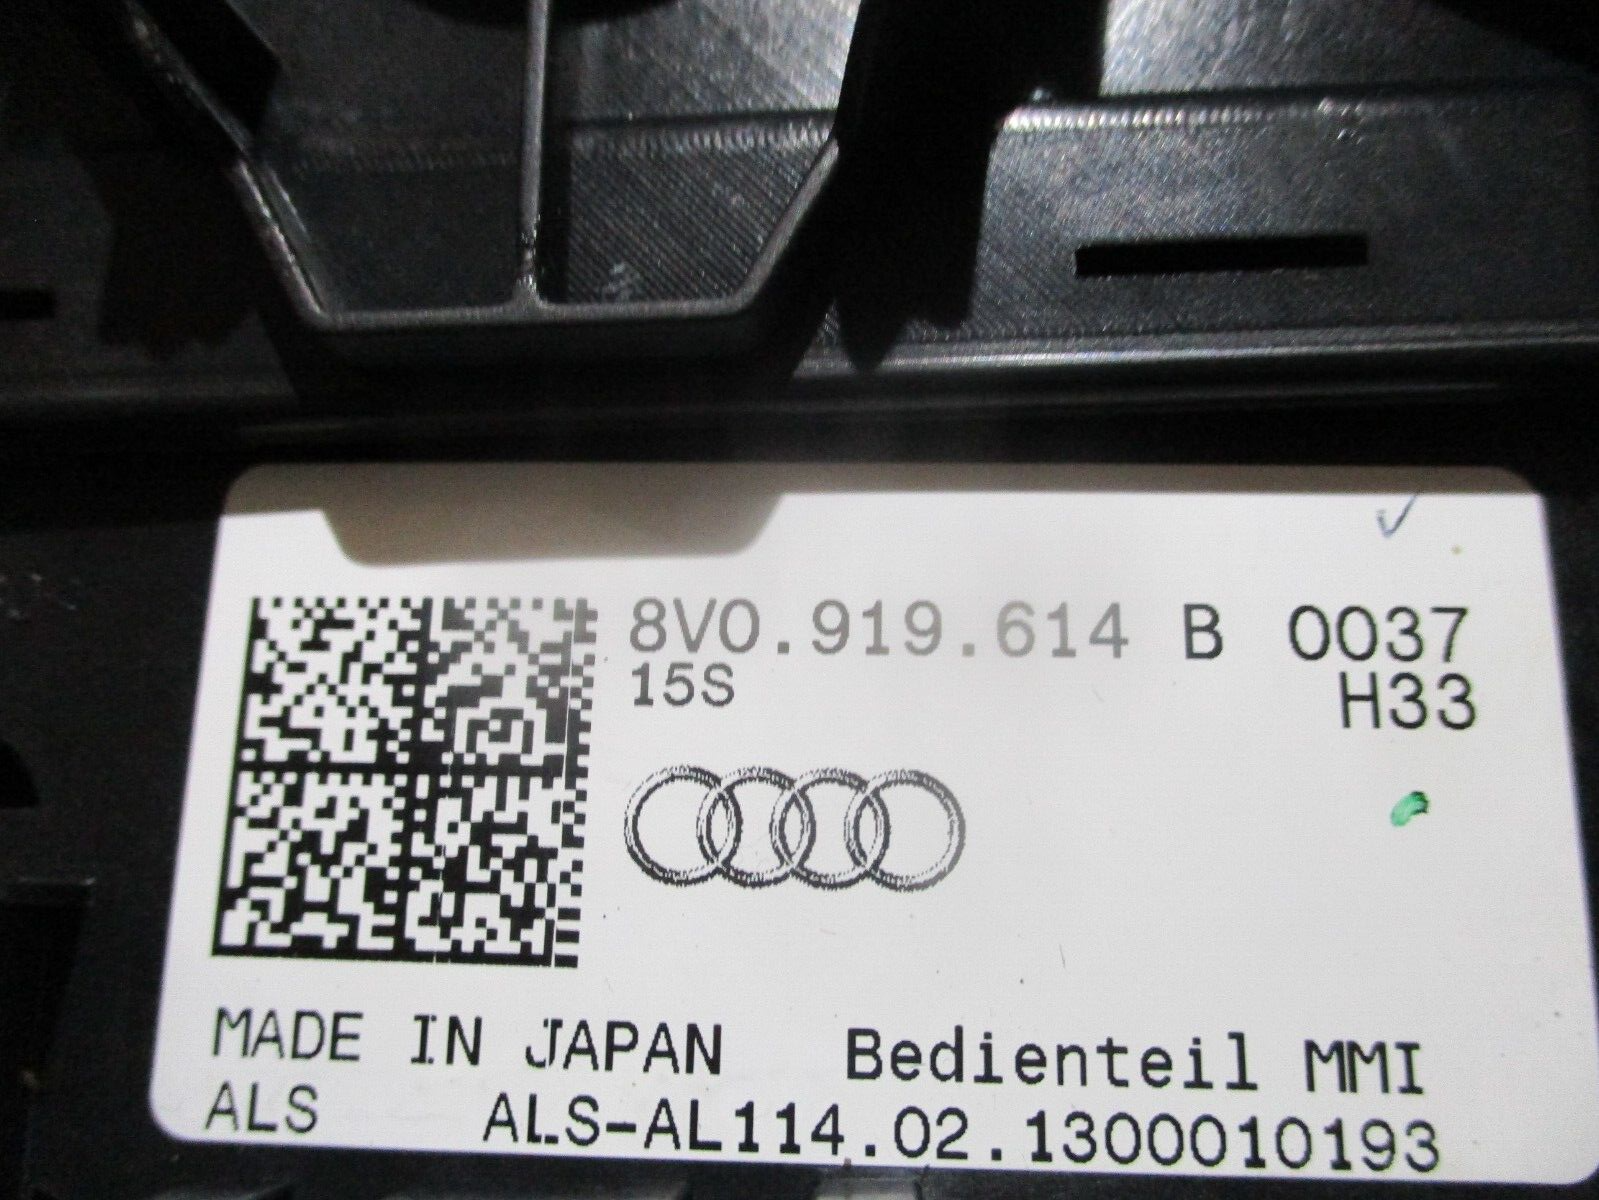 8V0.919.614 B 0037
15S H33
MADE IN JAPAN Bedienteil MMI
ALS ALS-AL114.02.1300010193